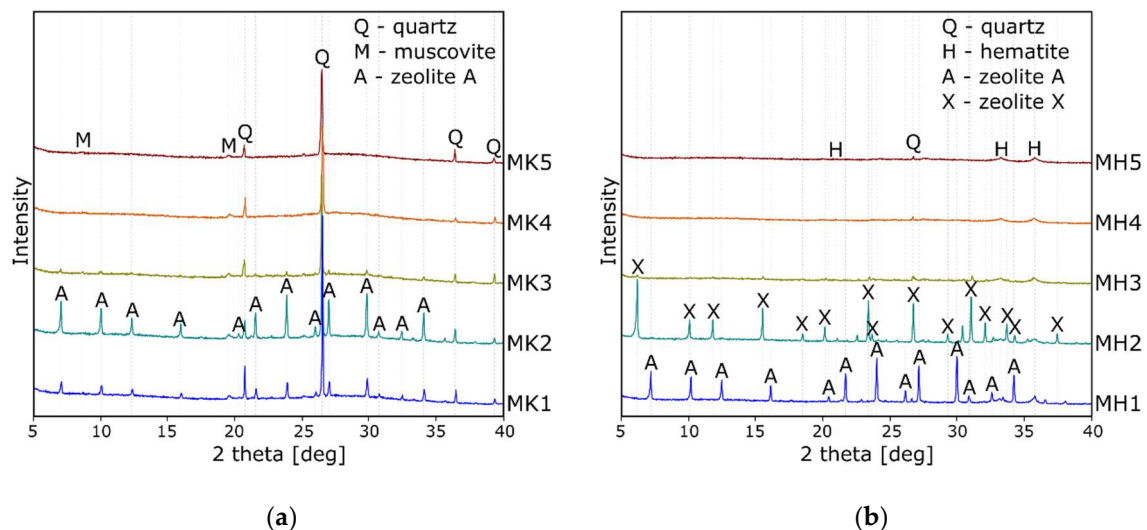 Q - quartz
M - muscovite
A - zeolite A
Q
M
M Q
Q Q
MK5
MK4
MK3
A A A A A A A A A A A A A
MK2
MK1
Intensity
5 10 15 20 25 30 35 40
2 theta [deg]
(a)
Q - quartz
H - hematite
A - zeolite A
X - zeolite X
H Q H H
MH5
MH4
MH3
X X X X X X X X X X X X X X
MH2
A A A A A A A A A A A A
MH1
Intensity
5 10 15 20 25 30 35 40
2 theta [deg]
(b)